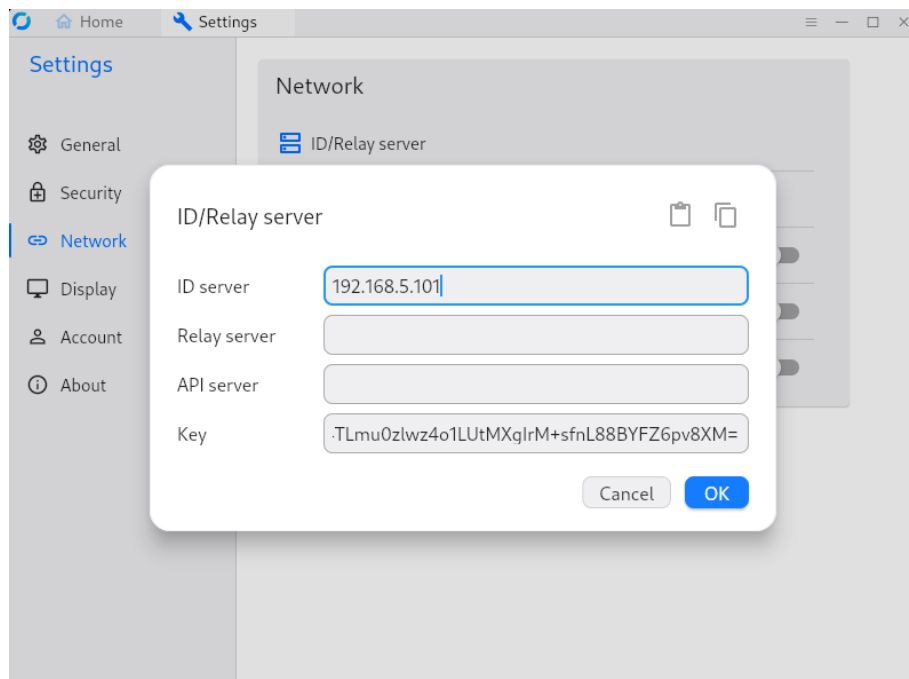 Home
Settings
Settings
General
Security
Network
Display
Account
About
Network
ID/Relay server
ID/Relay server
ID server
192.168.5.101
Relay server
API server
Key
TLmu0zlwz4o1LUtMXgIrM+sfnL88BYFZ6pv8XM=
Cancel
OK